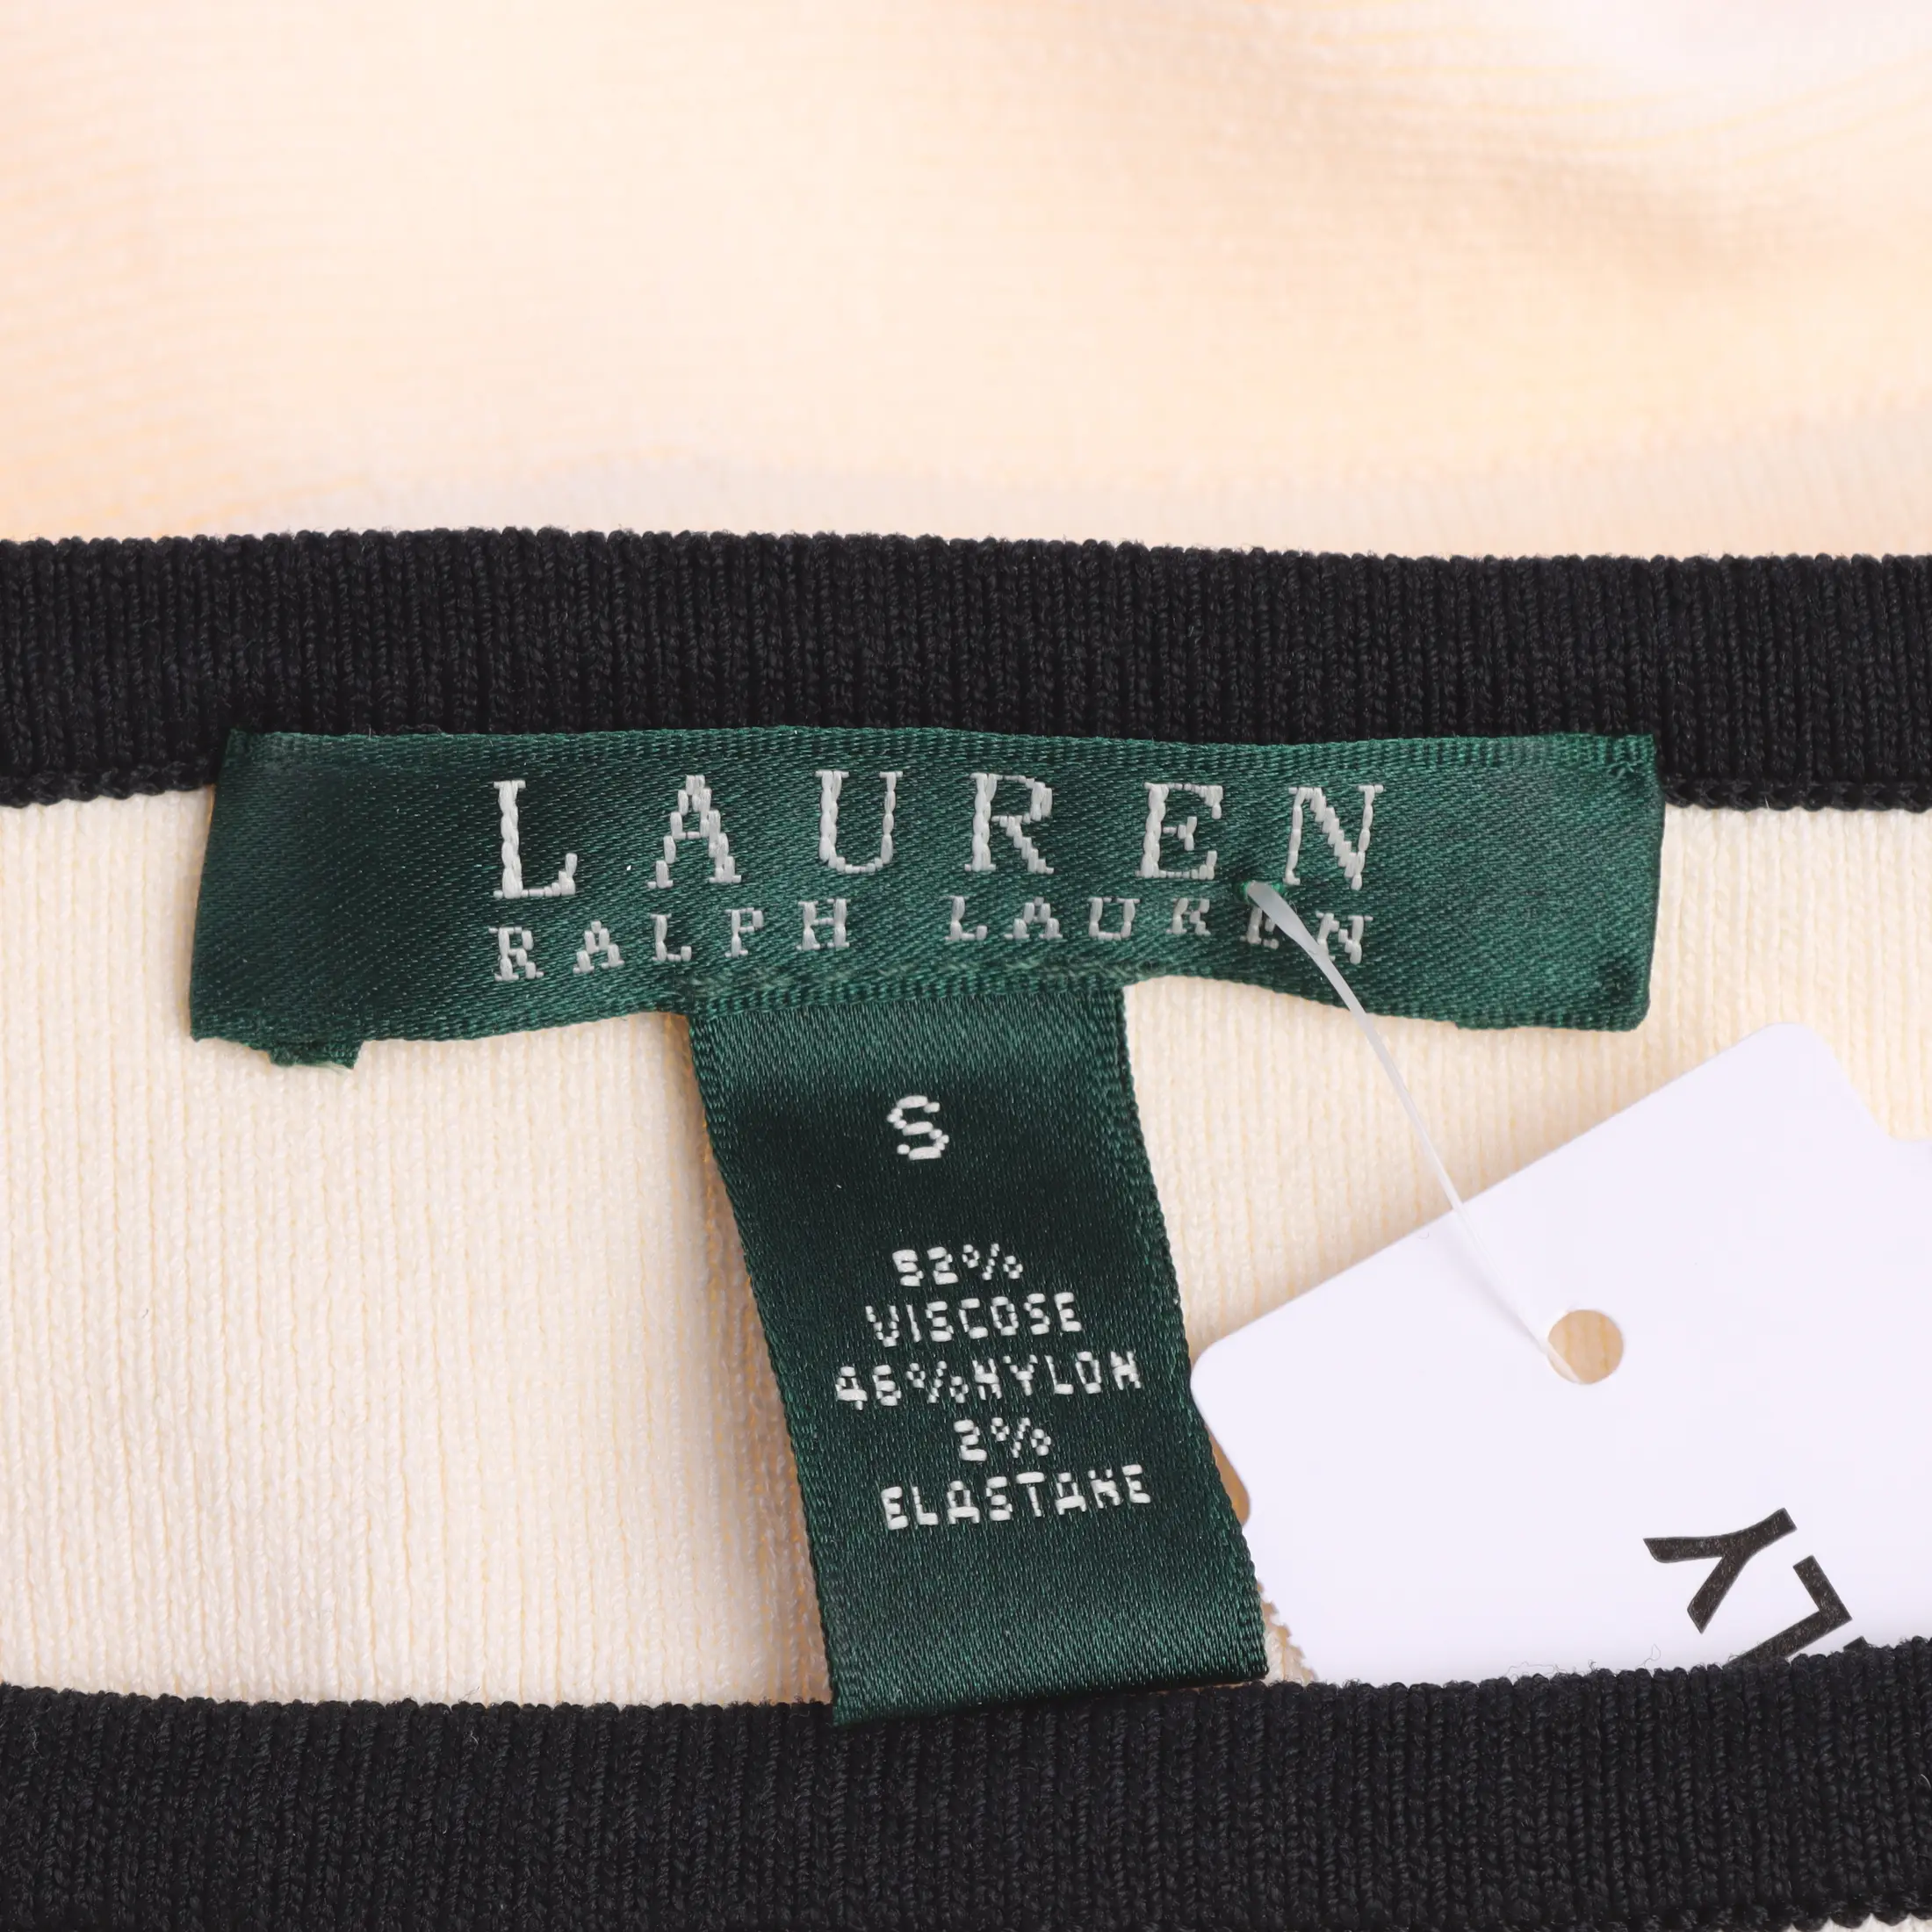 LAUREN
RALPH LAUREN
S
52%
VISCOSE
46%NYLON
2%
ELASTANE